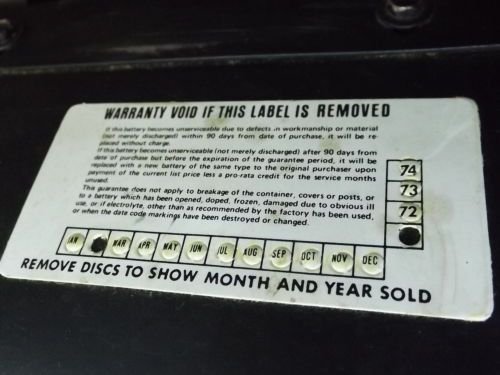 WARRANTY VOID IF THIS LABEL IS REMOVED
If this battery becomes unserviceable due to defects in workmanship or material
(not merely discharged) within 90 days from date of purchase, it will be re-
placed without charge.
If this battery becomes unserviceable (not merely discharged) after 90 days from
date of purchase but before the expiration of the guarantee period, it will be
replaced with a new battery of the same type to the original purchaser upon
payment of the current list price less a pro-rata credit for the service months
unused.
This guarantee does not apply to breakage of the container, covers or posts, or
to a battery which has been opened, doped, frozen, damaged due to obvious ill
use, or if electrolyte, other than as recommended by the factory has been used,
or when the date code markings have been destroyed or changed.
74
73
72
JAN MAR APR MAY JUN JUL AUG SEP OCT NOV DEC
REMOVE DISCS TO SHOW MONTH AND YEAR SOLD